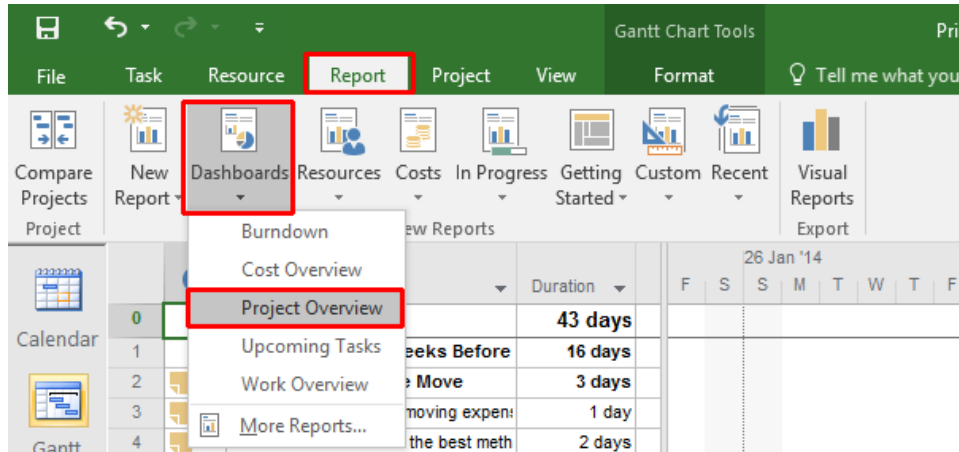 Gantt Chart Tools Pri
File Task Resource Report Project View Format Tell me what you
Compare Projects New Report Dashboards Resources Costs In Progress Getting Started Custom Recent Visual Reports
Project ew Reports Export
Burndown
Cost Overview
Project Overview
Upcoming Tasks
Work Overview
More Reports...
Calendar
Gantt
26 Jan '14
Duration F S S M T W T F
0 43 days
1 eeks Before 16 days
2 e Move 3 days
3 moving expens 1 day
4 the best meth 2 days